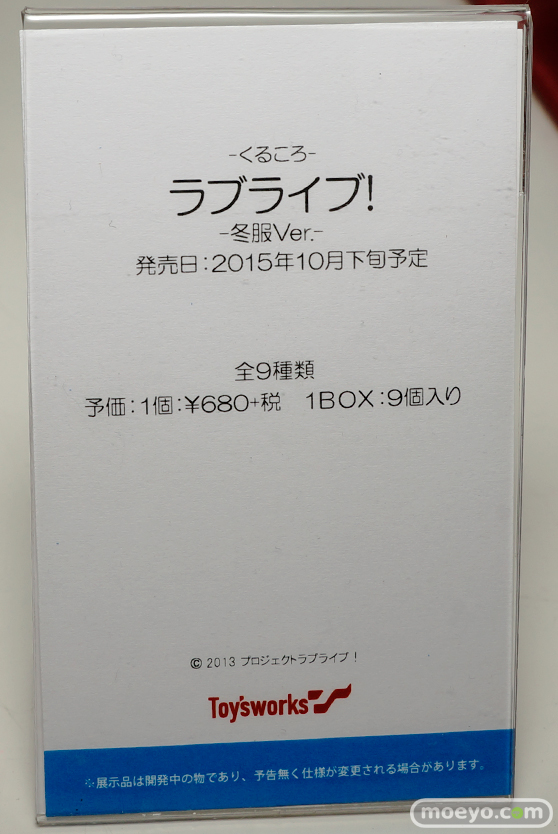 -くるころ-
ラブライブ!
-冬服Ver.-
発売日:2015年10月下旬予定
全9種類
予価:1個:¥680+税　1BOX:9個入り
© 2013 プロジェクトラブライブ!
Toy'sworks
※展示品は開発中の物であり、予告無く仕様が変更される場合があります。
moeyo.com